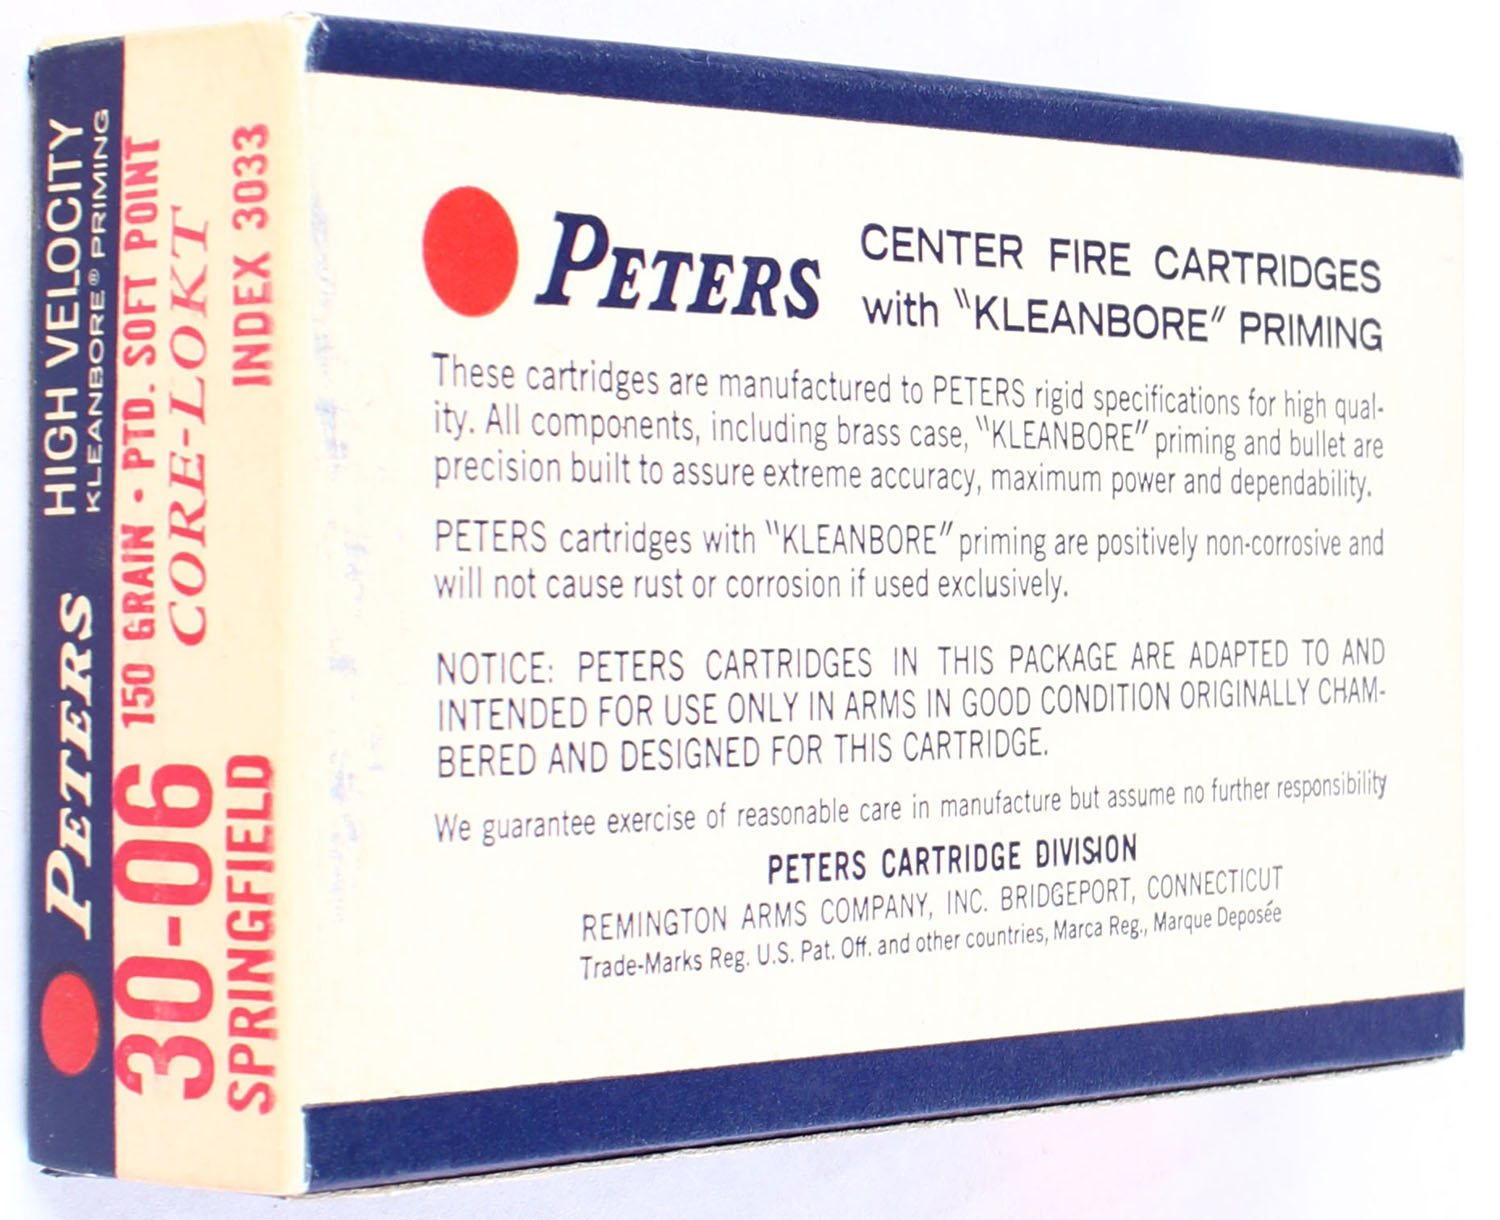 PETERS HIGH VELOCITY
KLEANBORE® PRIMING
30-06 150 GRAIN • PTD. SOFT POINT
CORE-LOKT
SPRINGFIELD INDEX 3033
PETERS
CENTER FIRE CARTRIDGES
with "KLEANBORE" PRIMING
These cartridges are manufactured to PETERS rigid specifications for high qual-
ity. All components, including brass case, "KLEANBORE" priming and bullet are
precision built to assure extreme accuracy, maximum power and dependability.
PETERS cartridges with "KLEANBORE" priming are positively non-corrosive and
will not cause rust or corrosion if used exclusively.
NOTICE: PETERS CARTRIDGES IN THIS PACKAGE ARE ADAPTED TO AND
INTENDED FOR USE ONLY IN ARMS IN GOOD CONDITION ORIGINALLY CHAM-
BERED AND DESIGNED FOR THIS CARTRIDGE.
We guarantee exercise of reasonable care in manufacture but assume no further responsibility
PETERS CARTRIDGE DIVISION
REMINGTON ARMS COMPANY, INC. BRIDGEPORT, CONNECTICUT
Trade-Marks Reg. U.S. Pat. Off. and other countries, Marca Reg., Marque Deposée